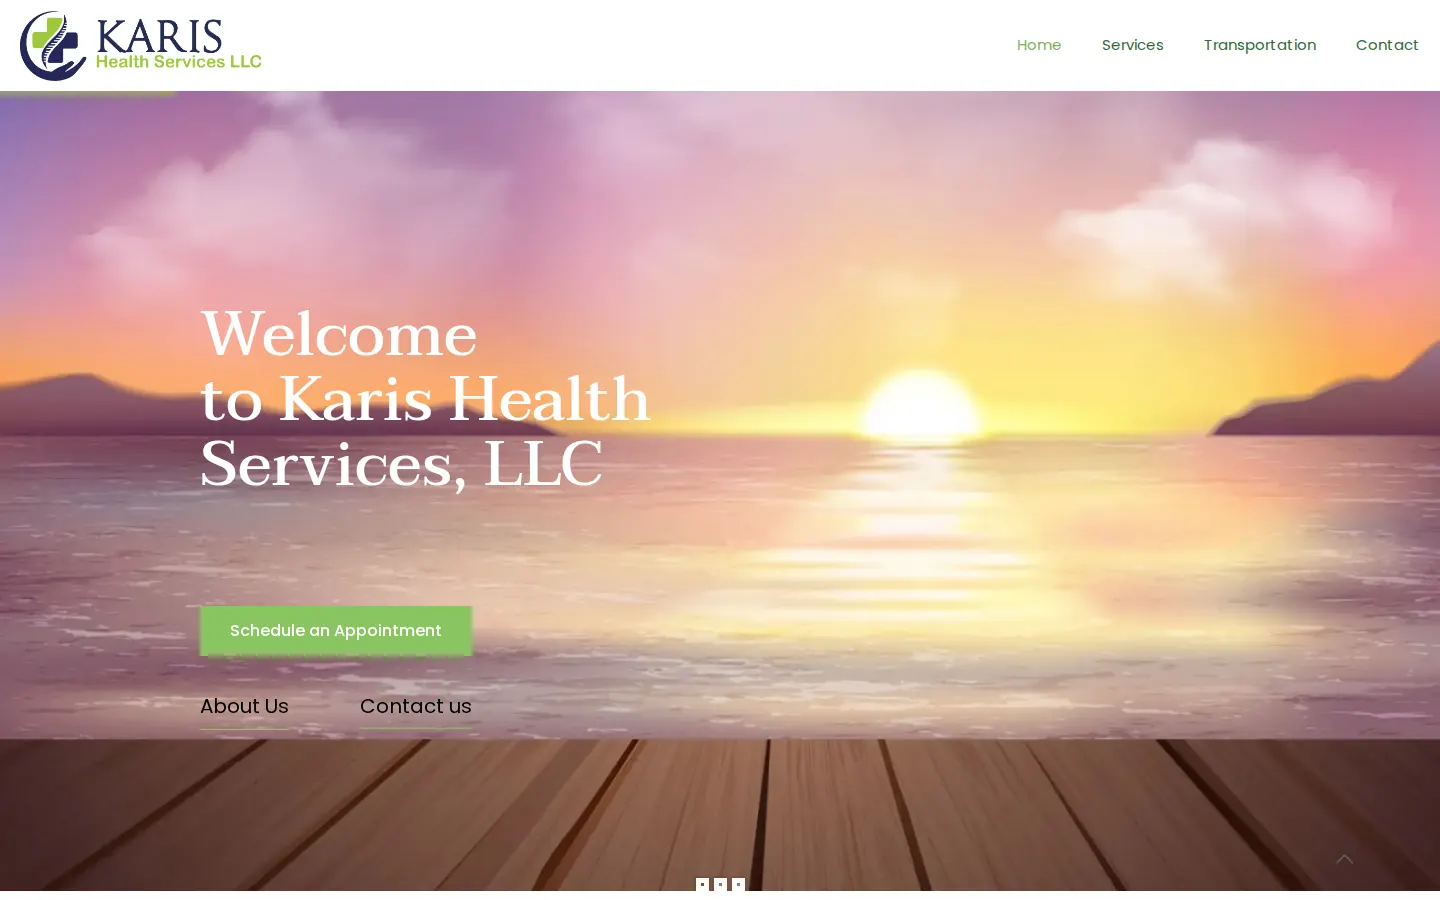 KARIS
Health Services LLC
Home
Services
Transportation
Contact
Welcome
to Karis Health
Services, LLC
Schedule an Appointment
About Us
Contact us